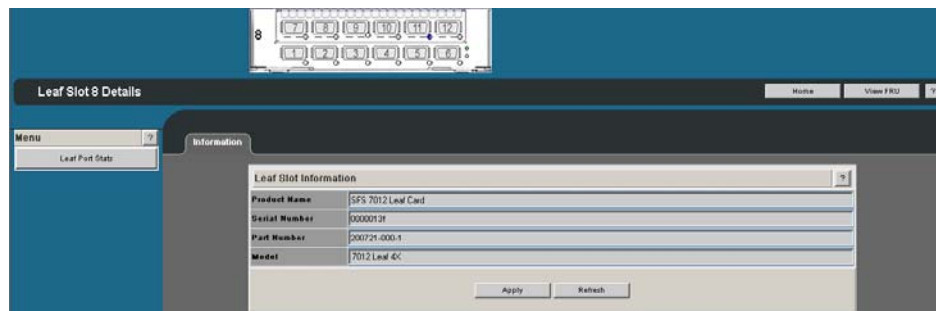 7 8 9 10 11 12
8
1 2 3 4 5 6
Leaf Slot 8 Details
Home View FRU ?
Menu ?
Leaf Port Stats
Information
Leaf Slot Information ?
Product Name SFS 7012 Leaf Card
Serial Number 0000013f
Part Number 200721-000-1
Model 7012 Leaf 4X
Apply Refresh